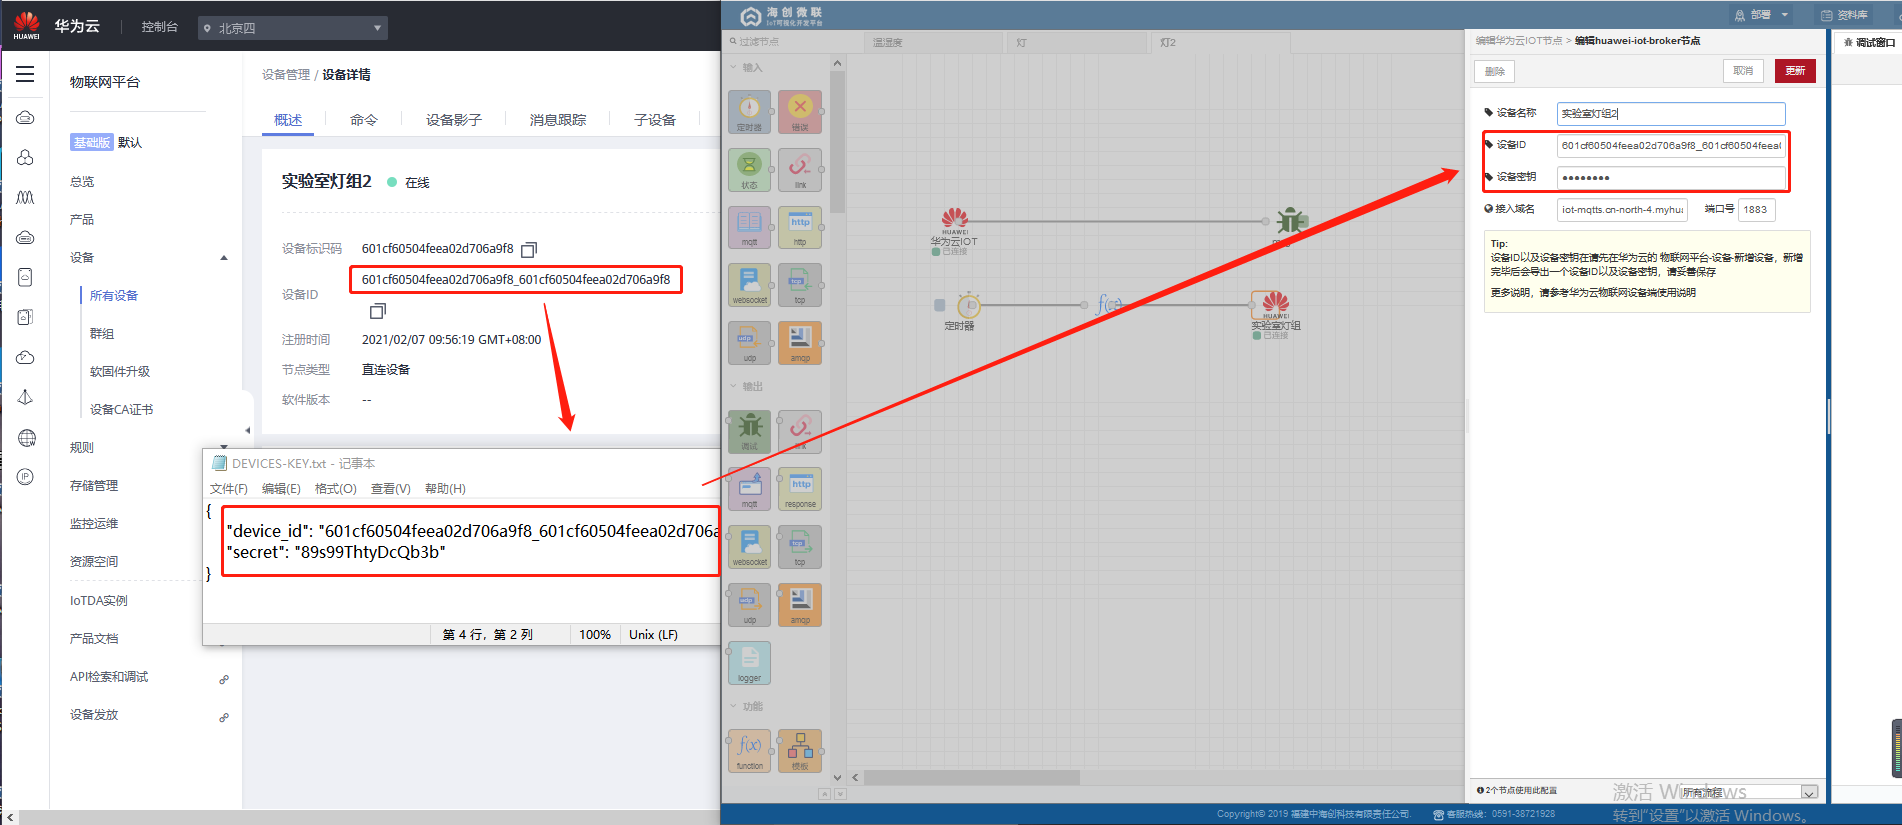 HUAWEI
华为云
控制台
北京四
物联网平台
基础版 默认
总览
产品
设备
所有设备
群组
软固件升级
设备CA证书
规则
存储管理
监控运维
资源空间
IoTDA实例
产品文档
API检索和调试
设备发放
设备管理 / 设备详情
概述
命令
设备影子
消息跟踪
子设备
实验室灯组2
在线
设备标识码
601cf60504feea02d706a9f8
设备ID
601cf60504feea02d706a9f8_601cf60504feea02d706a9f8
注册时间
2021/02/07 09:56:19 GMT+08:00
节点类型
直连设备
软件版本
--
DEVICES-KEY.txt - 记事本
文件(F) 编辑(E) 格式(O) 查看(V) 帮助(H)
{
"device_id": "601cf60504feea02d706a9f8_601cf60504feea02d706a
"secret": "89s99ThtyDcQb3b"
}
第 4 行，第 2 列
100%
Unix (LF)
海创微联
IoT可视化开发平台
部署
资料库
过滤节点
温湿度
灯
灯2
输入
定时器
错误
状态
link
mqtt
http
websocket
tcp
udp
amqp
输出
调试
link
mqtt
response
websocket
tcp
udp
amqp
logger
功能
f(x)
function
模板
HUAWEI
华为云IOT
已连接
定时器
HUAWEI
实验室灯组
已连接
编辑华为云IOT节点 > 编辑huawei-iot-broker节点
删除
取消
更新
设备名称
实验室灯组2
设备ID
601cf60504feea02d706a9f8_601cf60504feea(
设备密钥
••••••••
接入域名
iot-mqtts.cn-north-4.myhu
端口号
1883
Tip:
设备ID以及设备密钥在请先在华为云的 物联网平台-设备-新增设备，新增
完毕后会导出一个设备ID以及设备密钥，请妥善保存
更多说明，请参考华为云物联网设备端使用说明
调试窗口
2个节点使用此配置
所有流程
激活 Windows
转到"设置"以激活 Windows。
Copyright© 2019 福建中海创科技有限责任公司.
客服热线：0591-38721928